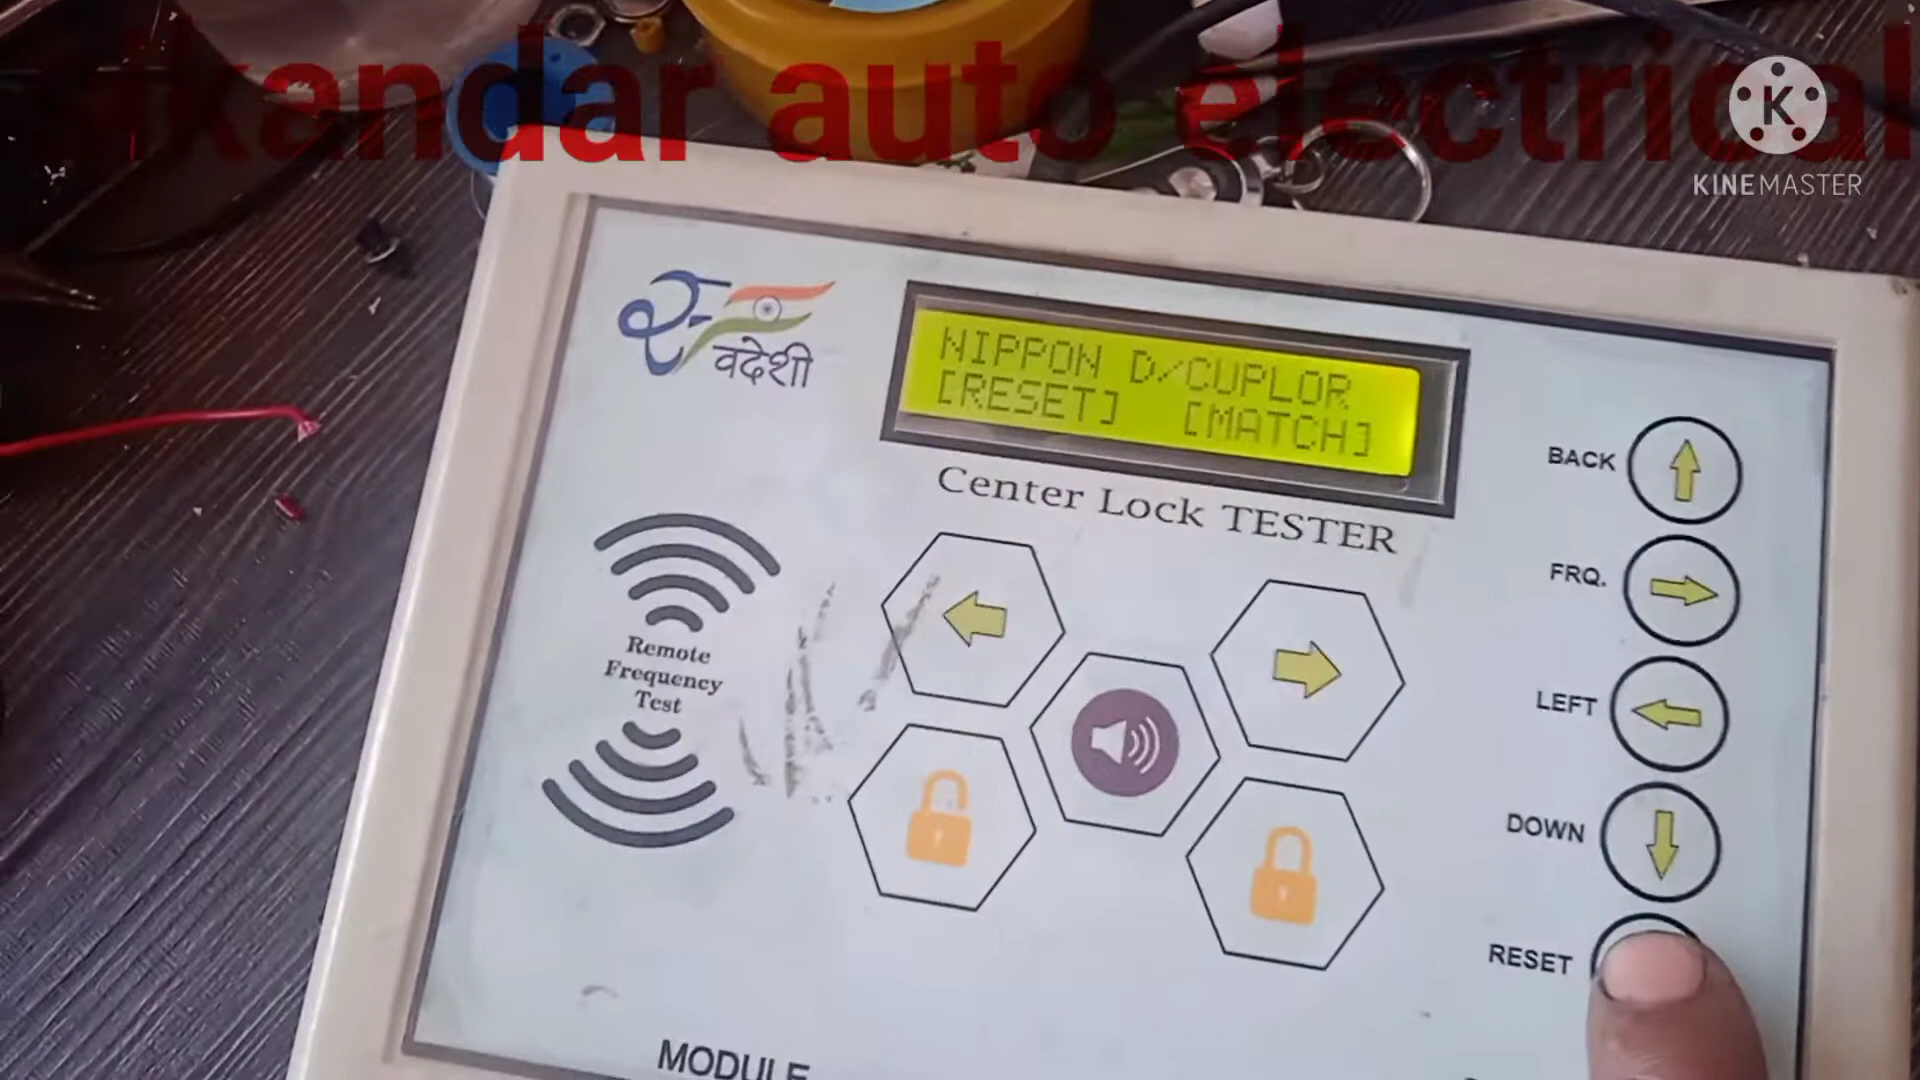 kandar auto electrical
K
KINEMASTER
स्वदेशी
NIPPON D/CUPLOR
[RESET] [MATCH]
Center Lock TESTER
Remote
Frequency
Test
BACK
FRQ.
LEFT
DOWN
RESET
MODULE